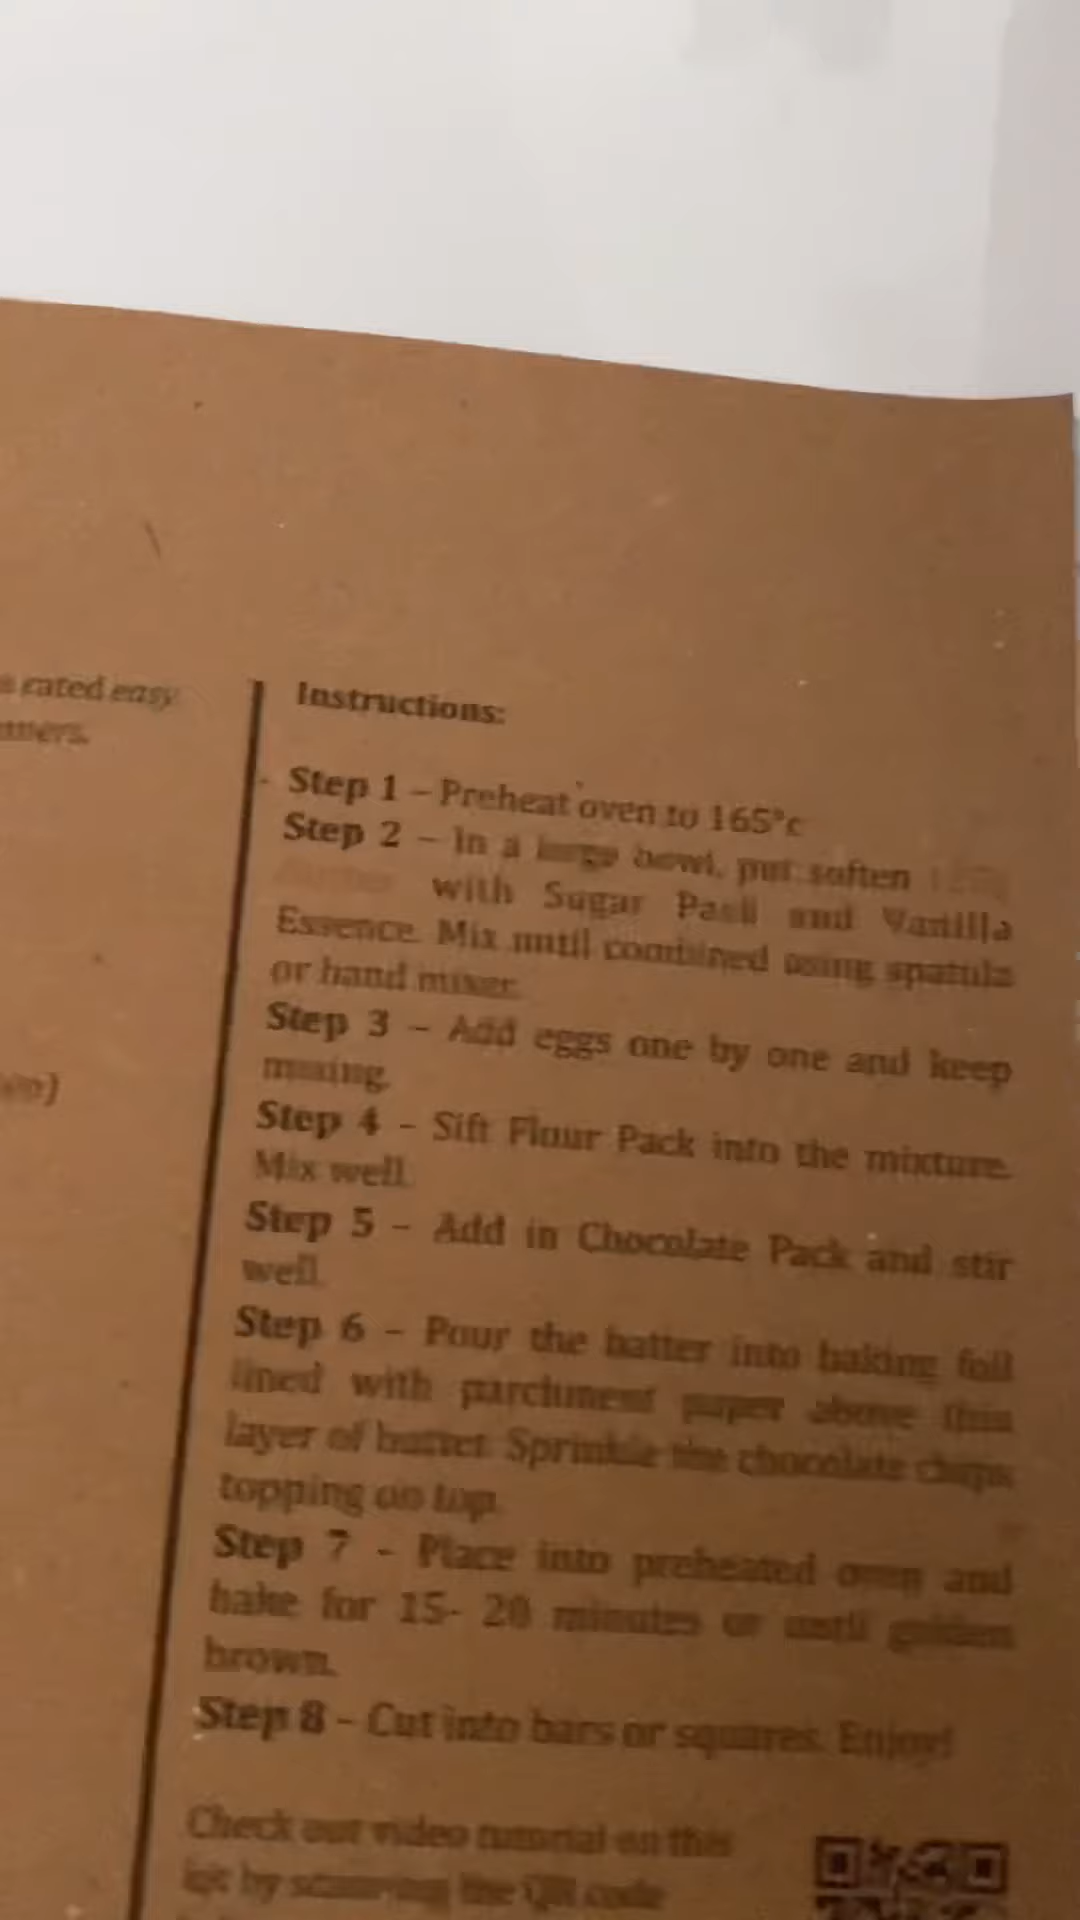 rated easy
Instructions:
Step 1 – Preheat oven to 165°c
Step 2 – In a large bowl, put soften
with Sugar Pack and Vanilla
Essence. Mix until combined using spatula
or hand mixer.
Step 3 – Add eggs one by one and keep
mixing.
Step 4 – Sift Flour Pack into the mixture.
Mix well.
Step 5 – Add in Chocolate Pack and stir
well.
Step 6 – Pour the batter into baking foil
lined with parchment paper above thin
layer of butter. Sprinkle the chocolate chips
topping on top.
Step 7 - Place into preheated oven and
bake for 15- 20 minutes or until golden
brown.
Step 8 – Cut into bars or squares. Enjoy!
Check out video tutorial on this
kit by scanning the QR code